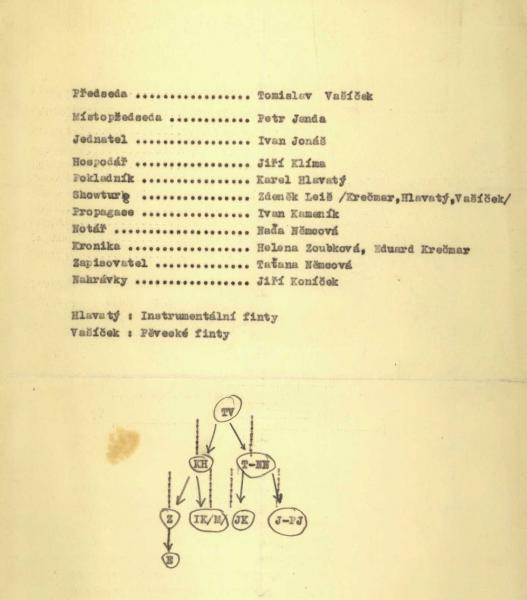 Předseda ................. Tomislav Vašíček
Místopředseda ............ Petr Janda
Jednatel ................. Ivan Jonáš
Hospodář ................. Jiří Klíma
Pokladník ................ Karel Hlavatý
Showturg ................. Zdeněk Leiš /Krečmar,Hlavatý,Vašíček/
Propagace ................ Ivan Kameník
Notář .................... Naďa Němcová
Kronika .................. Helena Zoubková, Eduard Krečmar
Zapisovatel .............. Taťana Němcová
Nahrávky ................. Jiří Koníček
Hlavatý : Instrumentální finty
Vašíček : Pěvecké finty
TV
KH T-NN
Z IK/M/ JK J-PJ